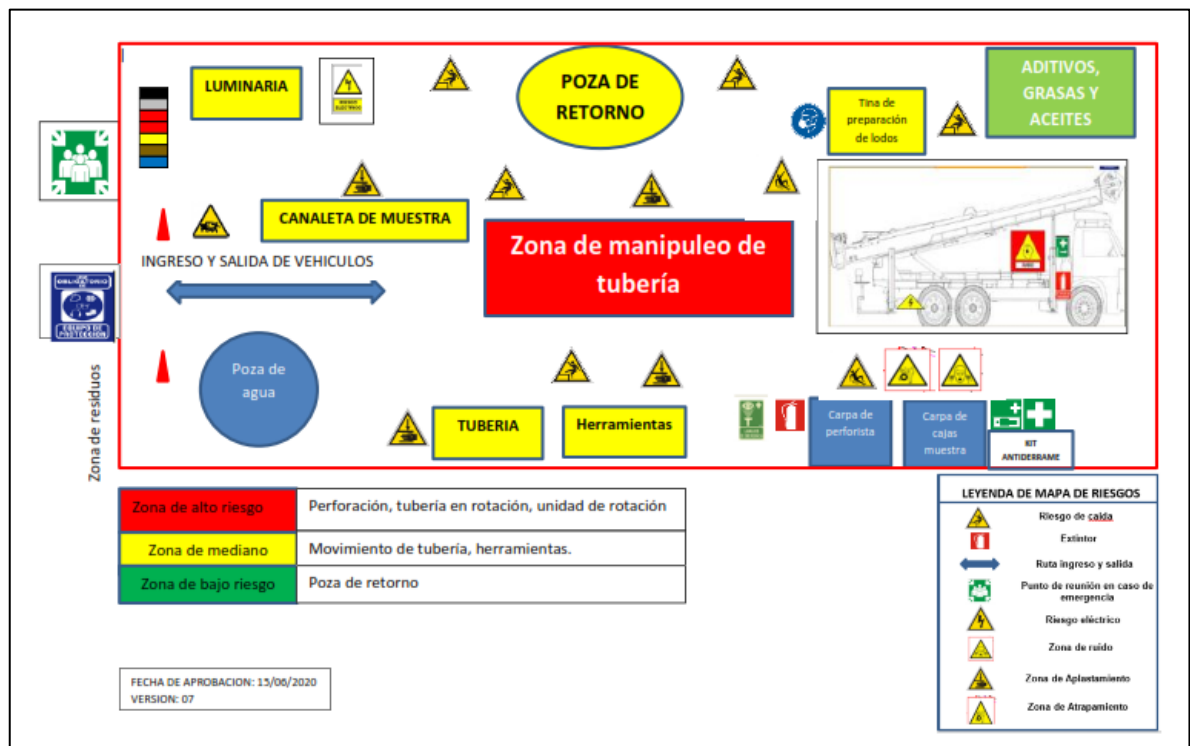 LUMINARIA
POZA DE
RETORNO
ADITIVOS,
GRASAS Y
ACEITES
Tina de
preparación
de lodos
RIESGO
ELECTRICO
CANALETA DE MUESTRA
Zona de manipuleo de
tubería
INGRESO Y SALIDA DE VEHICULOS
OBLIGATORIO
EQUIPO DE
PROTECCION
Poza de
agua
Zona de residuos
TUBERIA
Herramientas
Carpa de
perforista
Carpa de
cajas
muestra
KIT
ANTIDERRAME
Zona de alto riesgo
Perforación, tubería en rotación, unidad de rotación
Zona de mediano
Movimiento de tubería, herramientas.
Zona de bajo riesgo
Poza de retorno
LEYENDA DE MAPA DE RIESGOS
Riesgo de caida
Extintor
Ruta ingreso y salida
Punto de reunión en caso de
emergencia
Riesgo eléctrico
Zona de ruido
Zona de Aplastamiento
Zona de Atrapamiento
FECHA DE APROBACION: 15/06/2020
VERSION: 07